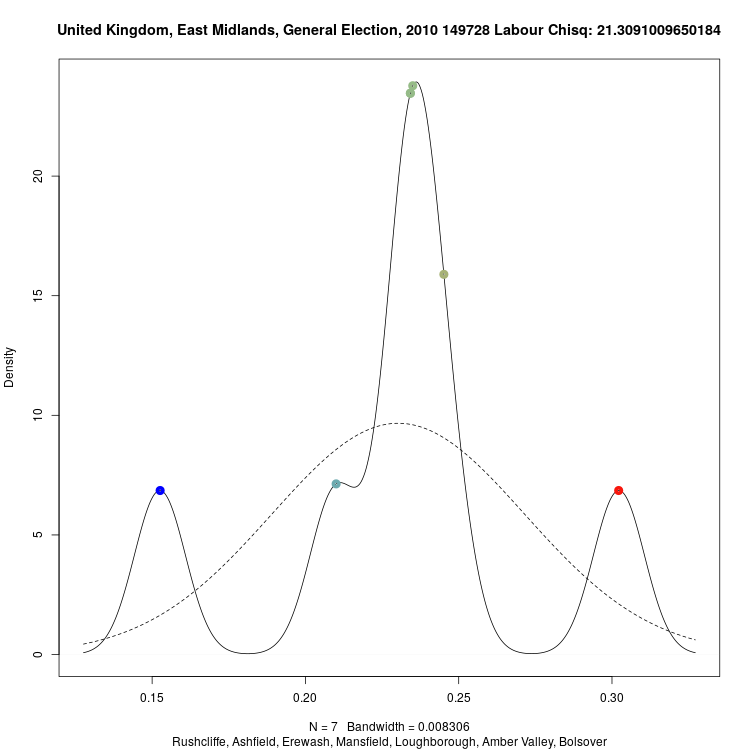 United Kingdom, East Midlands, General Election, 2010 149728 Labour Chisq: 21.3091009650184
Density
20
15
10
5
0
0.15 0.20 0.25 0.30
N = 7 Bandwidth = 0.008306
Rushcliffe, Ashfield, Erewash, Mansfield, Loughborough, Amber Valley, Bolsover